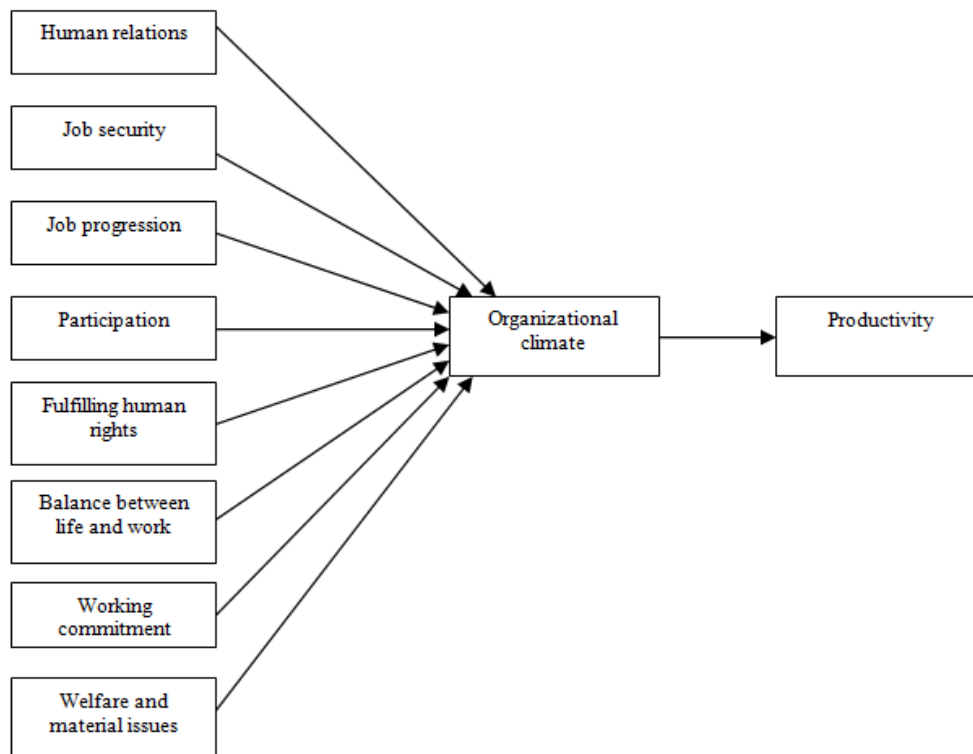 Human relations
Job security
Job progression
Participation
Fulfilling human
rights
Balance between
life and work
Working
commitment
Welfare and
material issues
Organizational
climate
Productivity